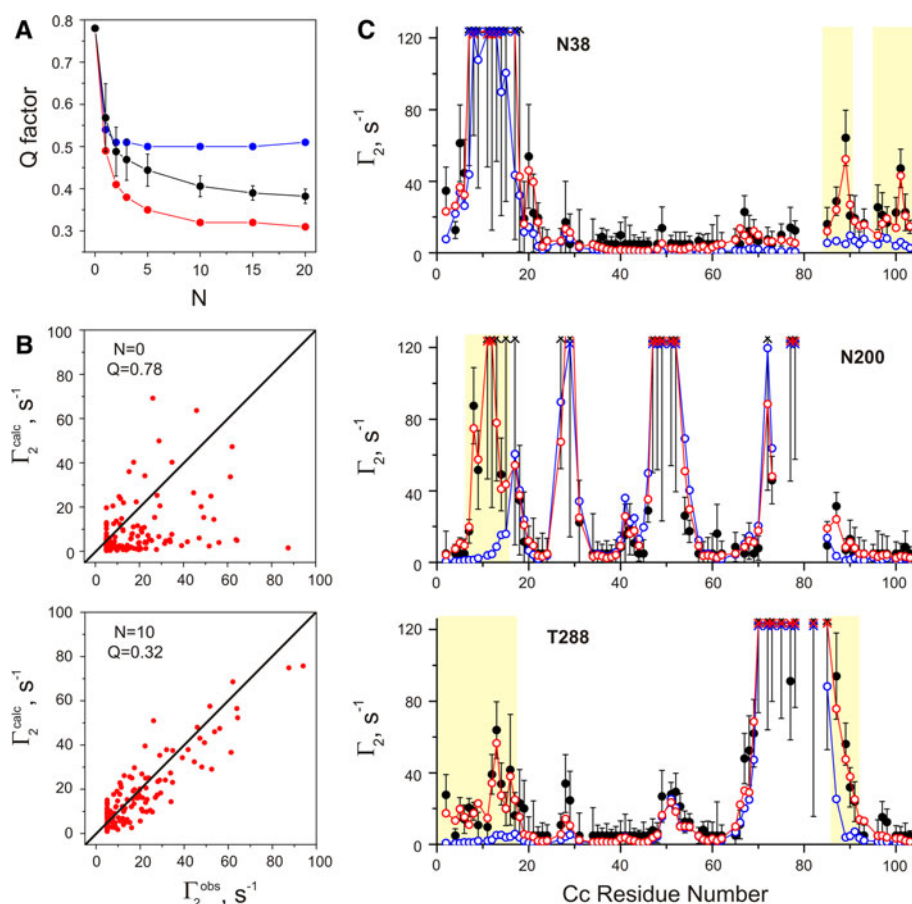 A
0.8
0.7
0.6
0.5
0.4
0.3
Q factor
0 5 10 15 20
N
B
100
80
60
40
20
0
Γ₂ᶜᵃˡᶜ, s⁻¹
N=0
Q=0.78
0 20 40 60 80 100
100
80
60
40
20
0
Γ₂ᶜᵃˡᶜ, s⁻¹
N=10
Q=0.32
0 20 40 60 80 100
Γ₂ᵒᵇˢ, s⁻¹
C
N38
120
80
40
0
Γ₂, s⁻¹
0 20 40 60 80 100
N200
120
80
40
0
Γ₂, s⁻¹
0 20 40 60 80 100
T288
120
80
40
0
Γ₂, s⁻¹
0 20 40 60 80 100
Cc Residue Number